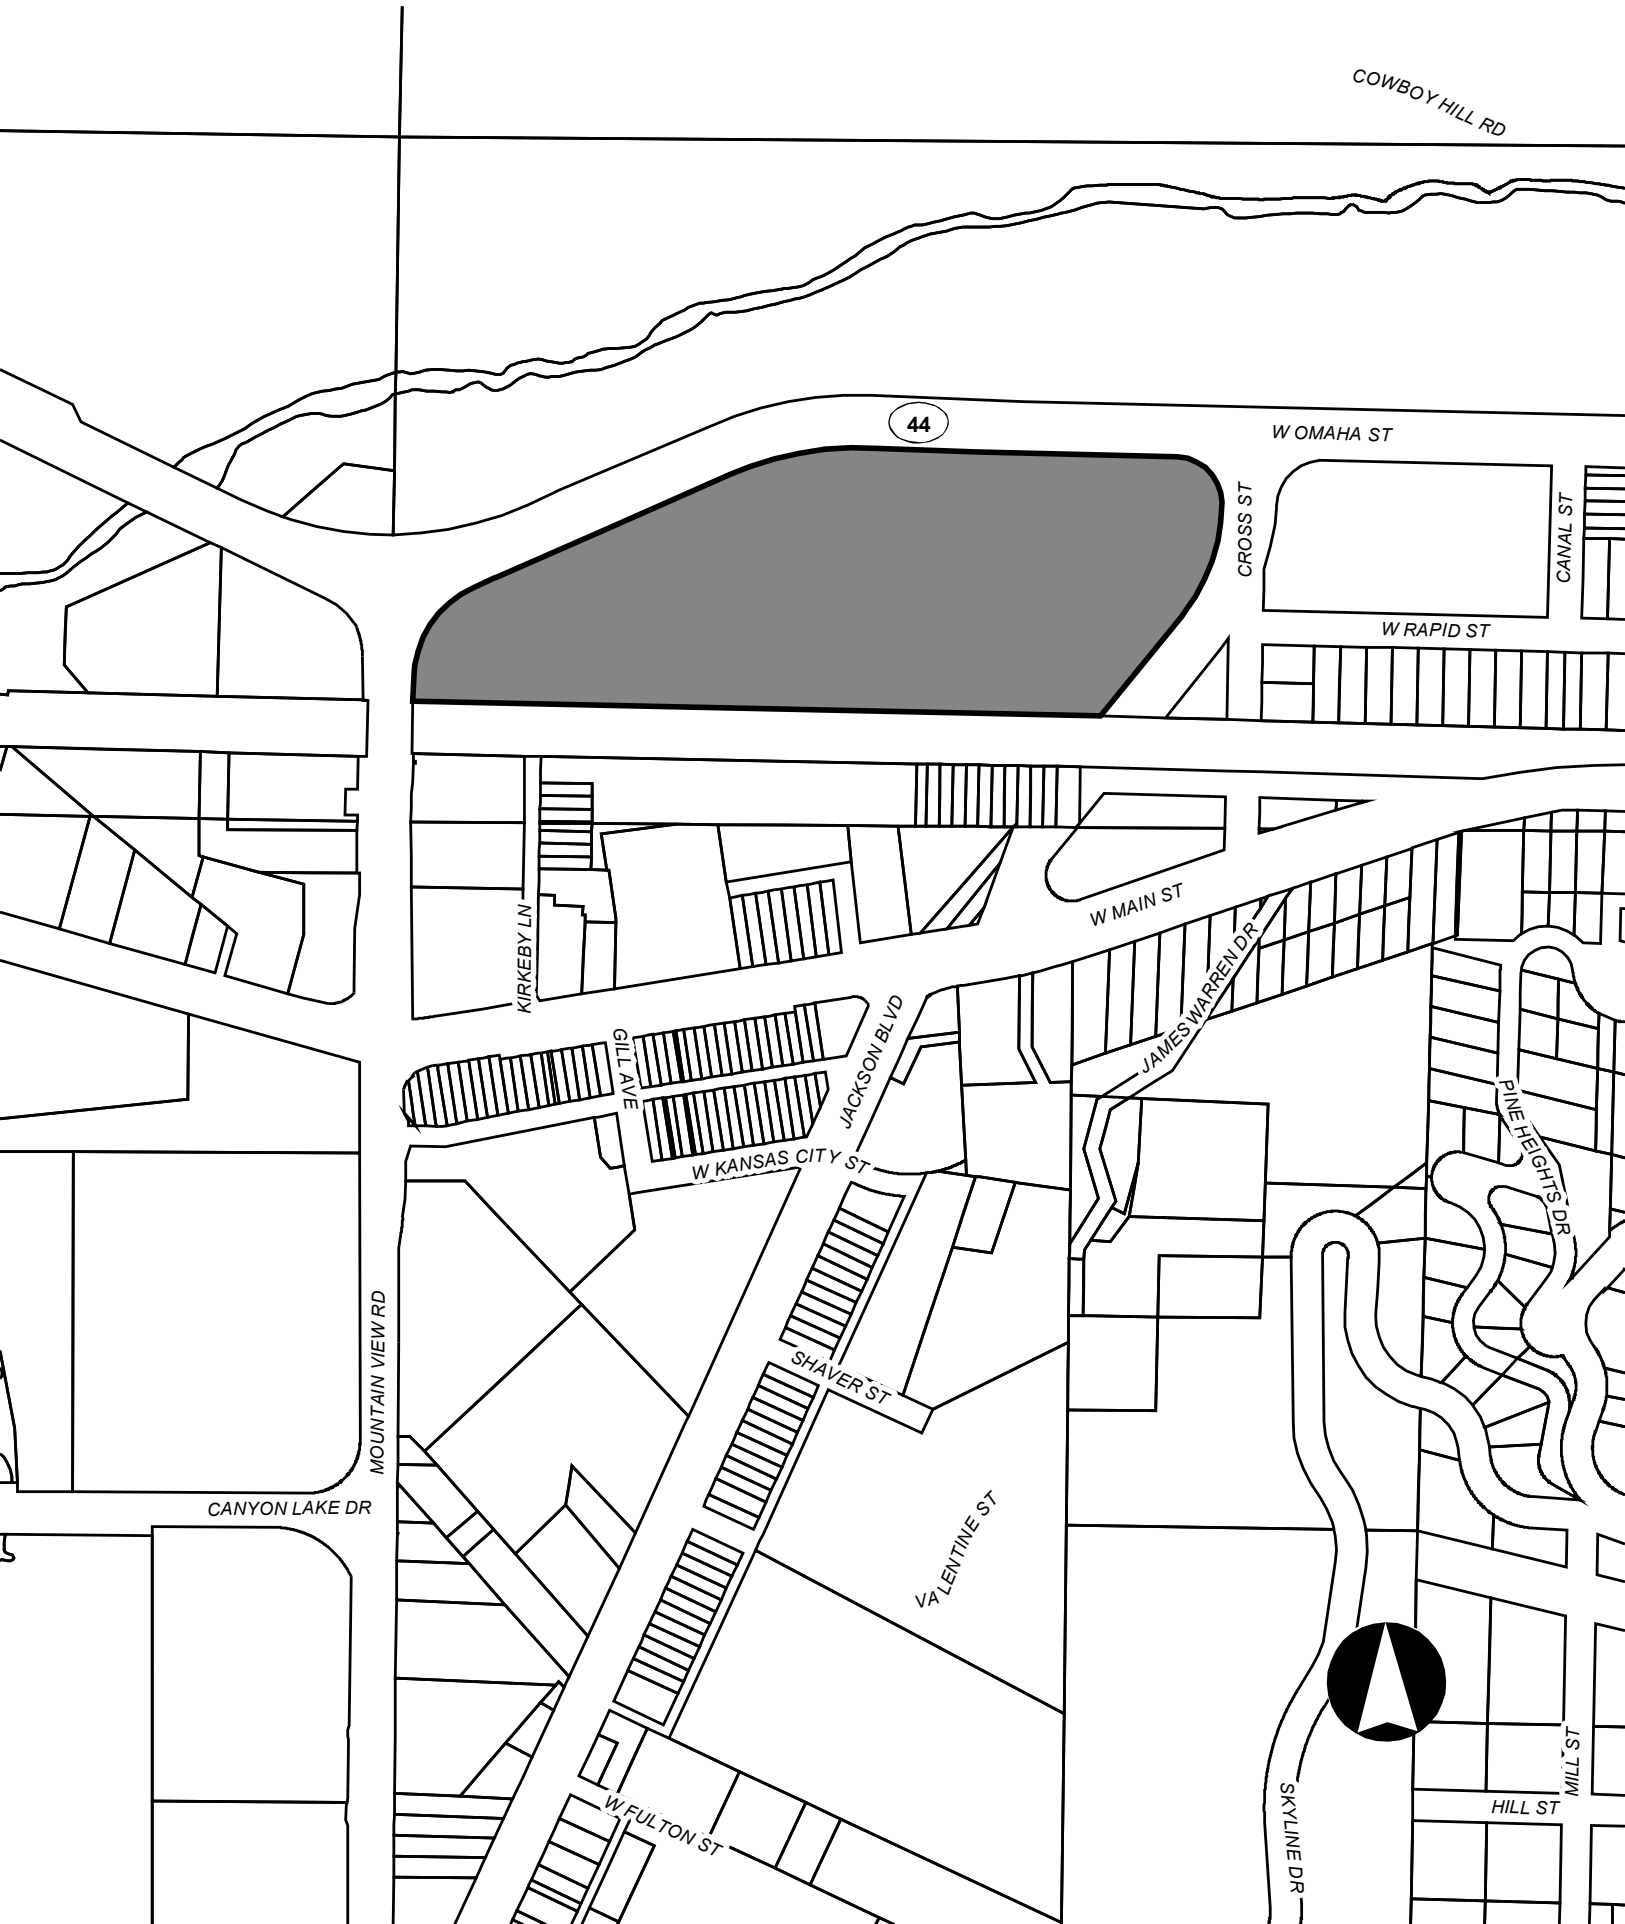 COWBOY HILL RD
44
W OMAHA ST
CROSS ST
CANAL ST
W RAPID ST
W MAIN ST
KIRKEBY LN
JAMES WARREN DR
JACKSON BLVD
GILL AVE
W KANSAS CITY ST
PINE HEIGHTS DR
MOUNTAIN VIEW RD
SHAVER ST
CANYON LAKE DR
VALENTINE ST
MILL ST
HILL ST
W FULTON ST
SKYLINE DR